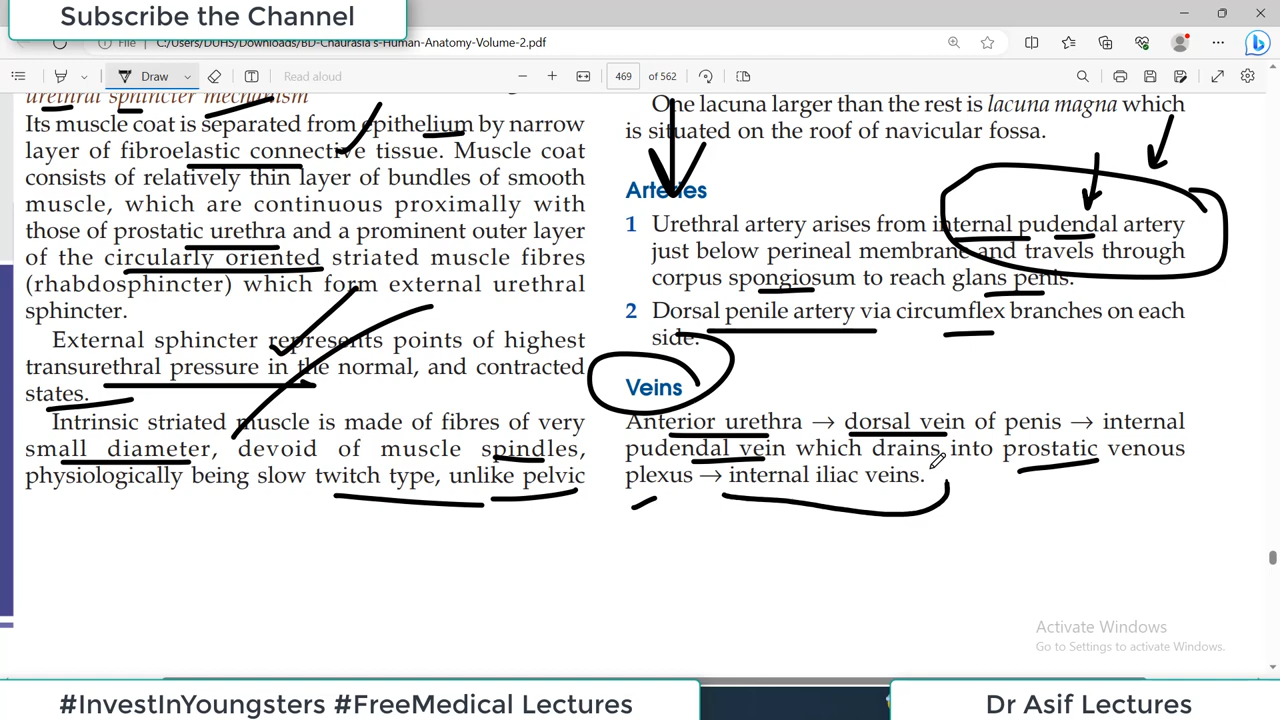 Subscribe the Channel
File
C:/Users/DUHS/Downloads/BD-Chaurasia's-Human-Anatomy-Volume-2.pdf
Draw
Read aloud
469
of 562
urethral sphincter mechanism
Its muscle coat is separated from epithelium by narrow
layer of fibroelastic connective tissue. Muscle coat
consists of relatively thin layer of bundles of smooth
muscle, which are continuous proximally with
those of prostatic urethra and a prominent outer layer
of the circularly oriented striated muscle fibres
(rhabdosphincter) which form external urethral
sphincter.
External sphincter represents points of highest
transurethral pressure in the normal, and contracted
states.
Intrinsic striated muscle is made of fibres of very
small diameter, devoid of muscle spindles,
physiologically being slow twitch type, unlike pelvic
One lacuna larger than the rest is lacuna magna which
is situated on the roof of navicular fossa.
Arteries
1 Urethral artery arises from internal pudendal artery
just below perineal membrane and travels through
corpus spongiosum to reach glans penis.
2 Dorsal penile artery via circumflex branches on each
side.
Veins
Anterior urethra → dorsal vein of penis → internal
pudendal vein which drains into prostatic venous
plexus → internal iliac veins.
Activate Windows
Go to Settings to activate Windows.
#InvestInYoungsters #FreeMedical Lectures
Dr Asif Lectures